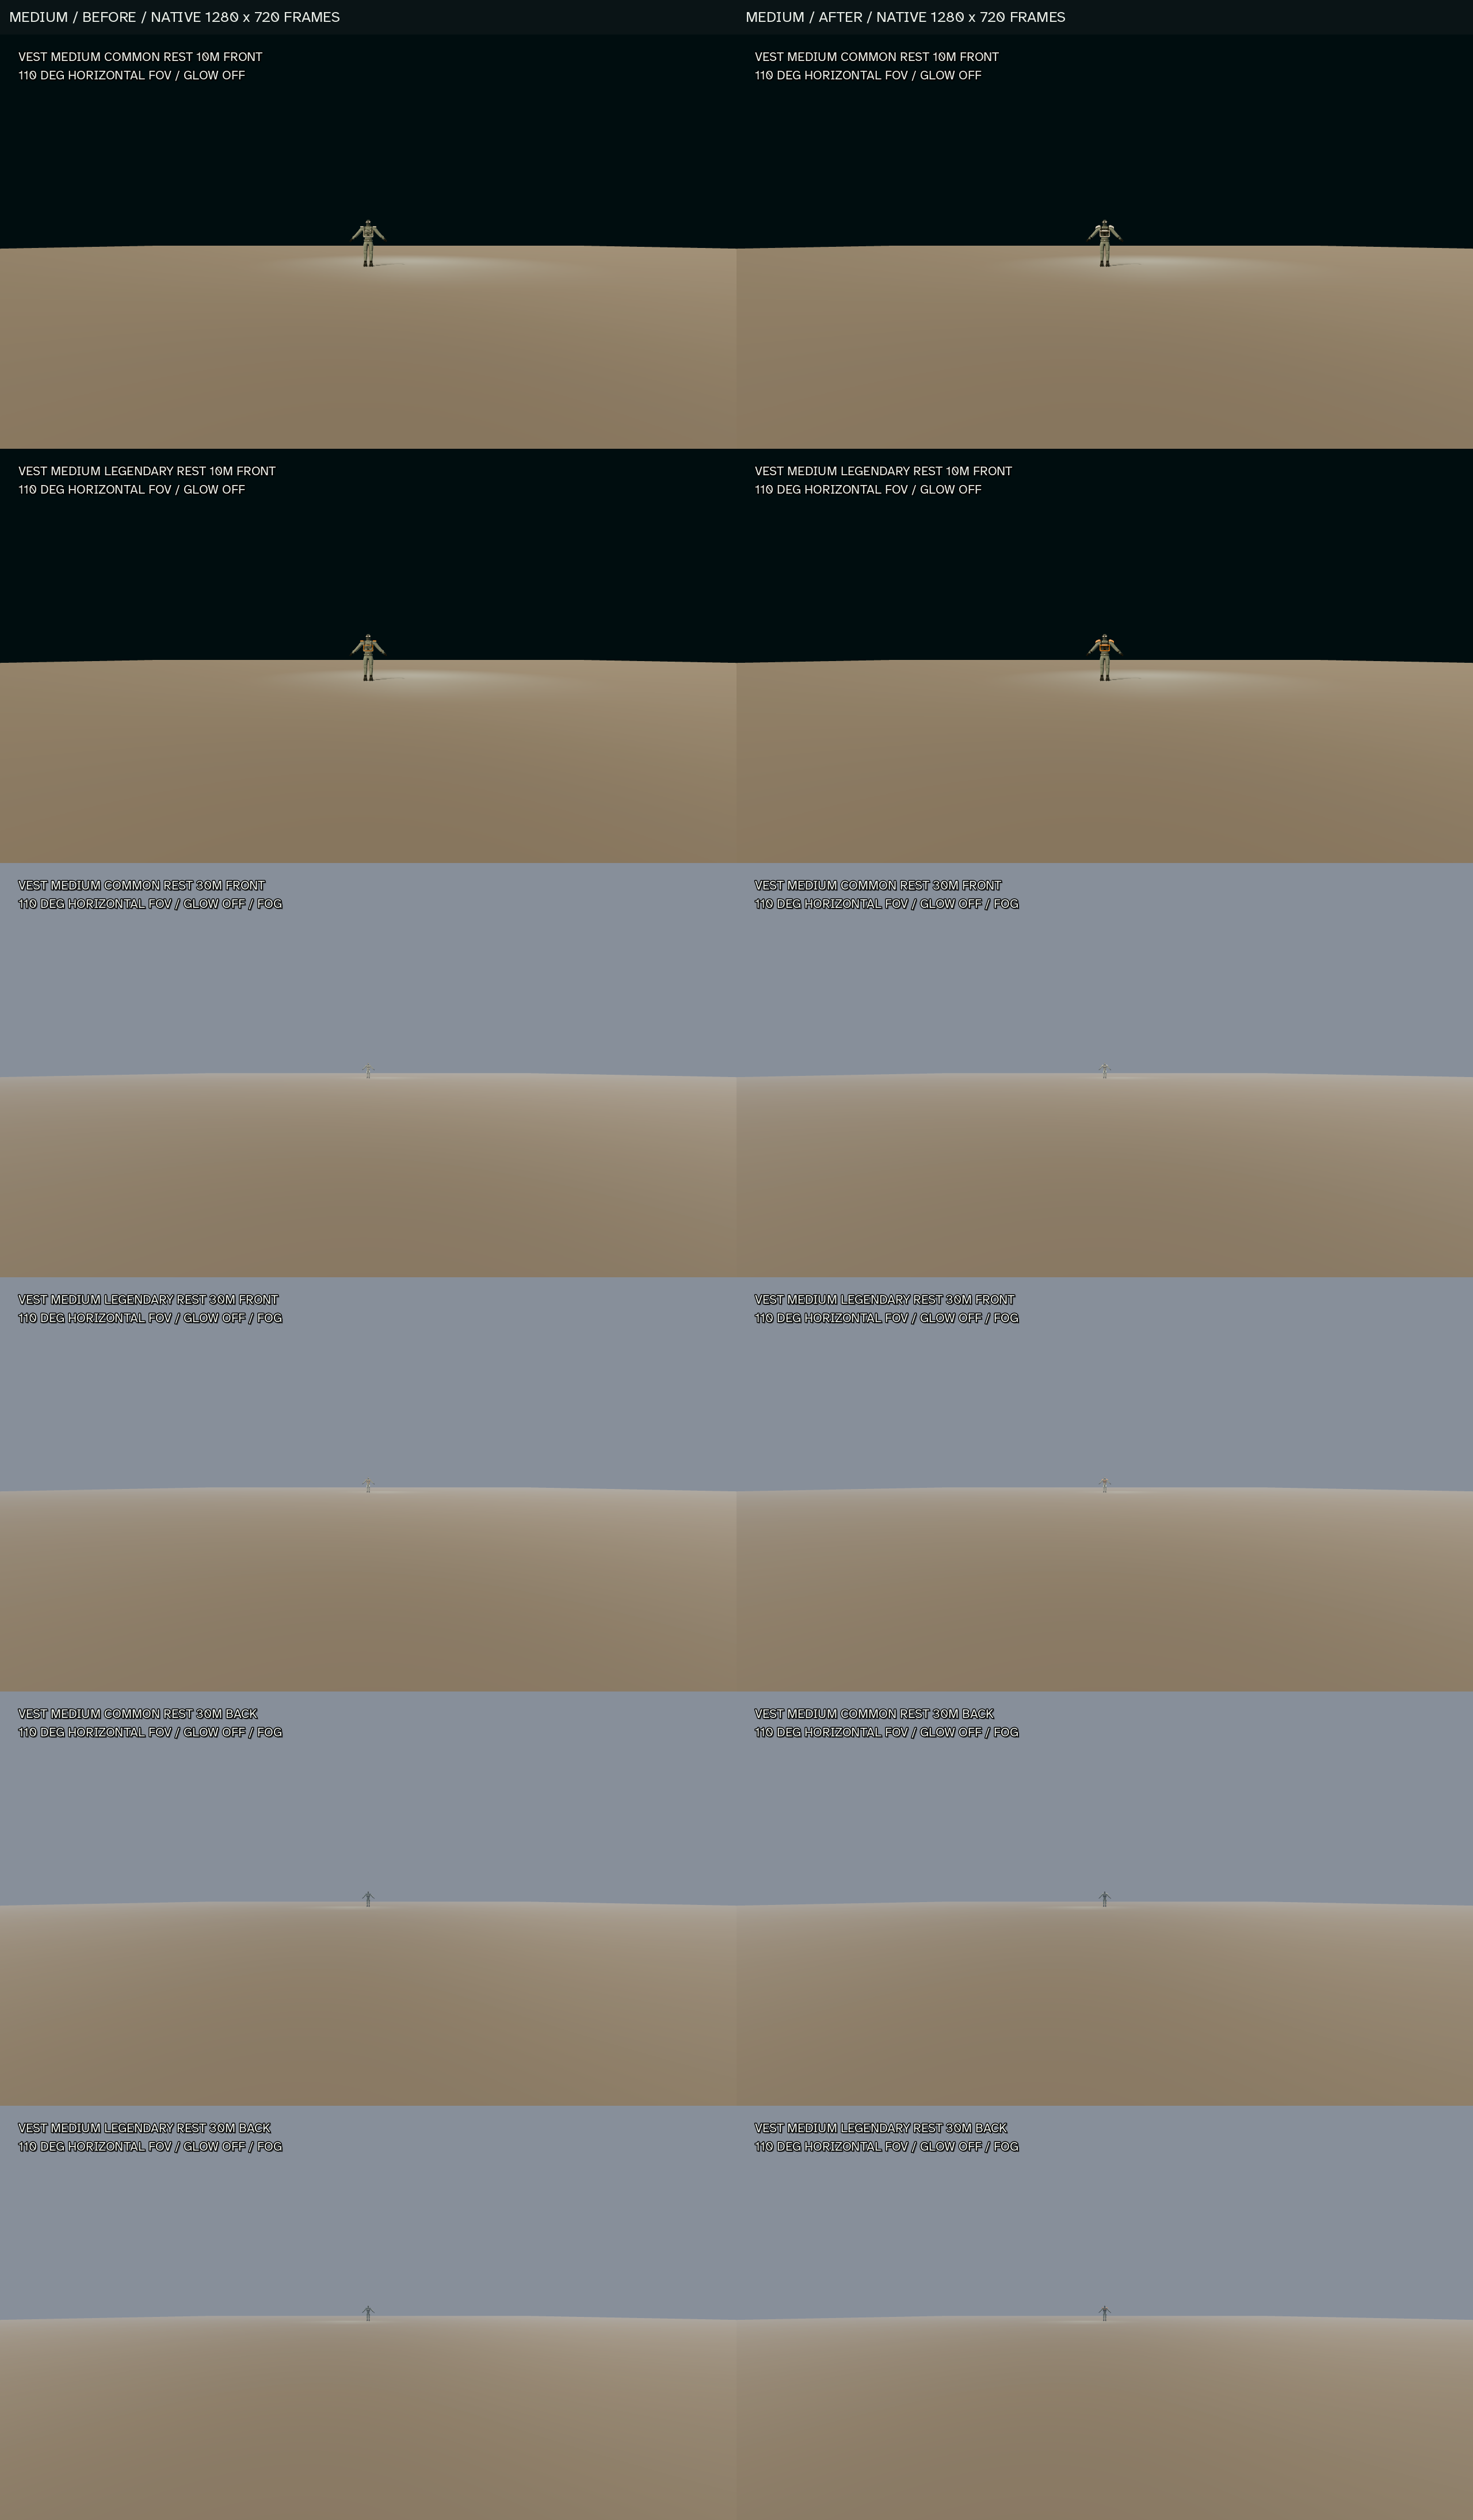 MEDIUM / BEFORE / NATIVE 1280 x 720 FRAMES
MEDIUM / AFTER / NATIVE 1280 x 720 FRAMES
VEST MEDIUM COMMON REST 10M FRONT
110 DEG HORIZONTAL FOV / GLOW OFF
VEST MEDIUM COMMON REST 10M FRONT
110 DEG HORIZONTAL FOV / GLOW OFF
VEST MEDIUM LEGENDARY REST 10M FRONT
110 DEG HORIZONTAL FOV / GLOW OFF
VEST MEDIUM LEGENDARY REST 10M FRONT
110 DEG HORIZONTAL FOV / GLOW OFF
VEST MEDIUM COMMON REST 30M FRONT
110 DEG HORIZONTAL FOV / GLOW OFF / FOG
VEST MEDIUM COMMON REST 30M FRONT
110 DEG HORIZONTAL FOV / GLOW OFF / FOG
VEST MEDIUM LEGENDARY REST 30M FRONT
110 DEG HORIZONTAL FOV / GLOW OFF / FOG
VEST MEDIUM LEGENDARY REST 30M FRONT
110 DEG HORIZONTAL FOV / GLOW OFF / FOG
VEST MEDIUM COMMON REST 30M BACK
110 DEG HORIZONTAL FOV / GLOW OFF / FOG
VEST MEDIUM COMMON REST 30M BACK
110 DEG HORIZONTAL FOV / GLOW OFF / FOG
VEST MEDIUM LEGENDARY REST 30M BACK
110 DEG HORIZONTAL FOV / GLOW OFF / FOG
VEST MEDIUM LEGENDARY REST 30M BACK
110 DEG HORIZONTAL FOV / GLOW OFF / FOG